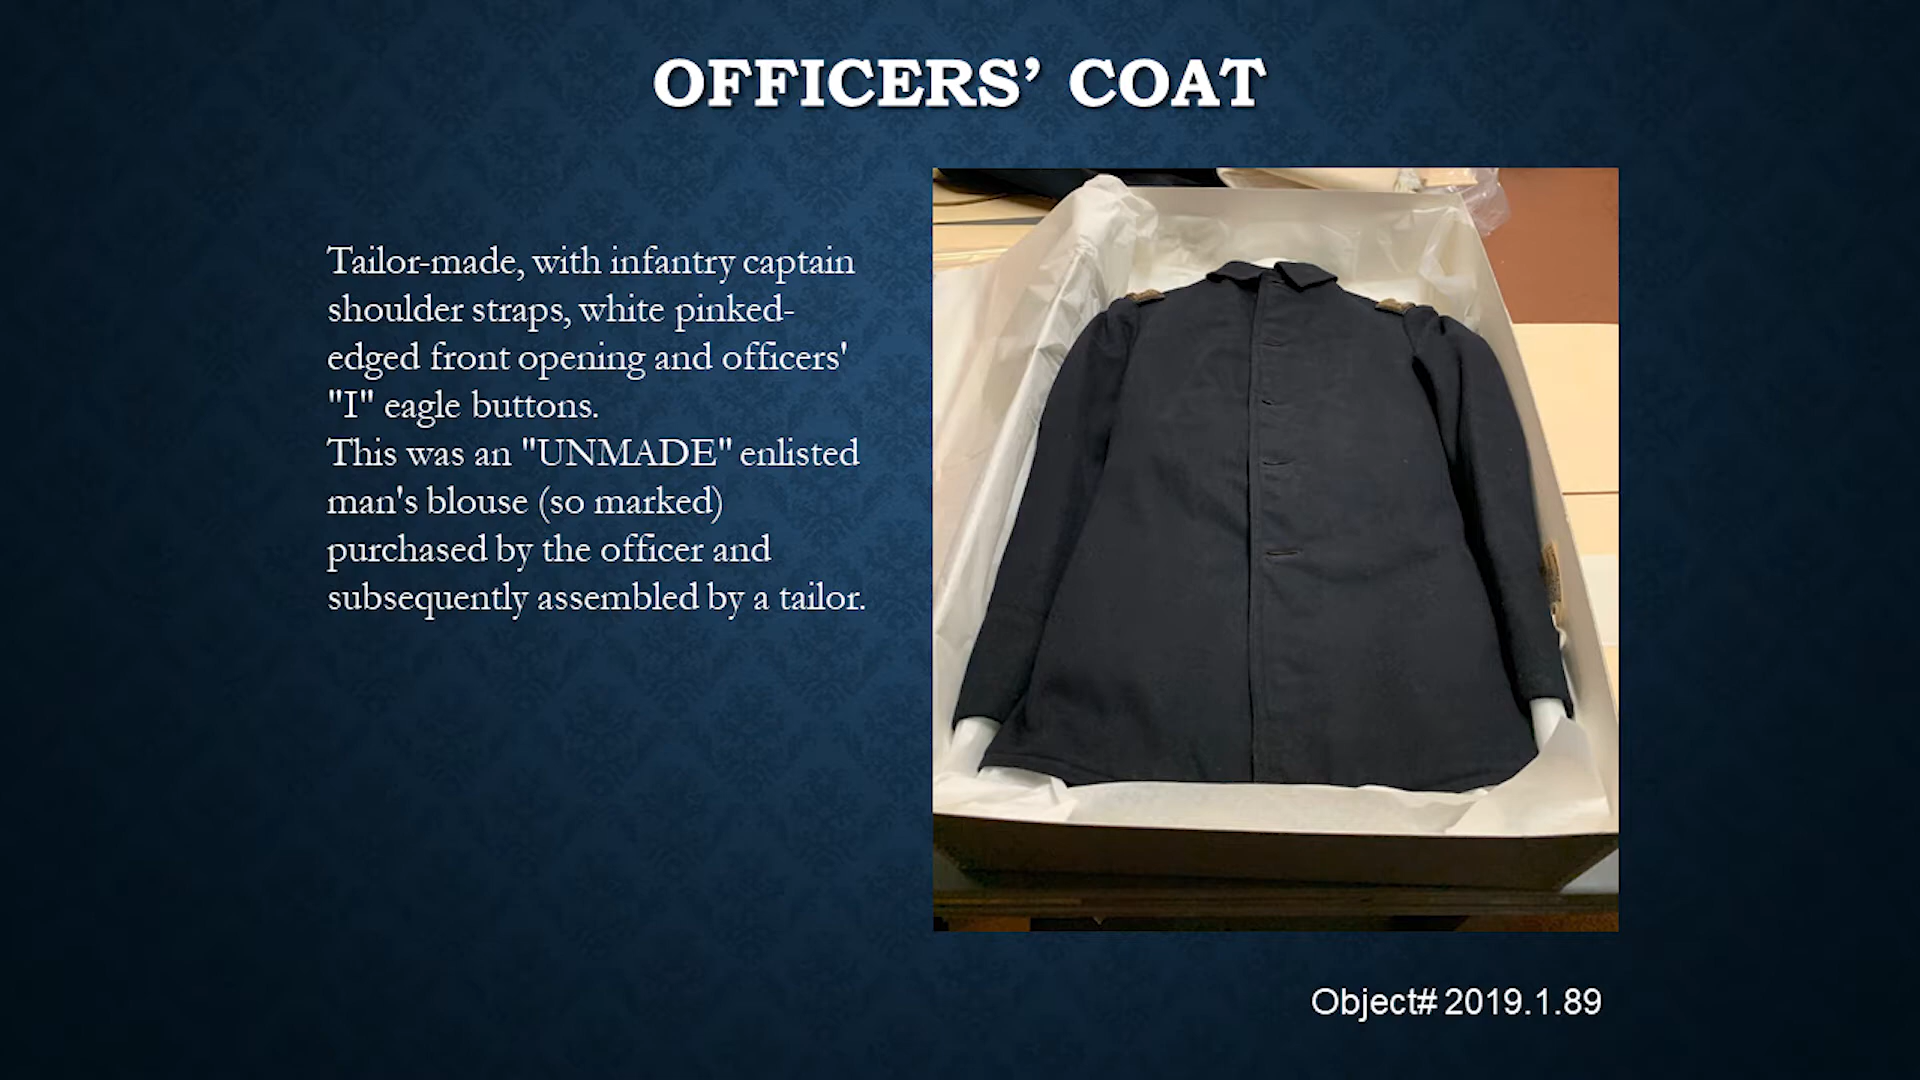 OFFICERS’ COAT
Tailor-made, with infantry captain
shoulder straps, white pinked-
edged front opening and officers'
"I" eagle buttons.
This was an "UNMADE" enlisted
man's blouse (so marked)
purchased by the officer and
subsequently assembled by a tailor.
Object# 2019.1.89